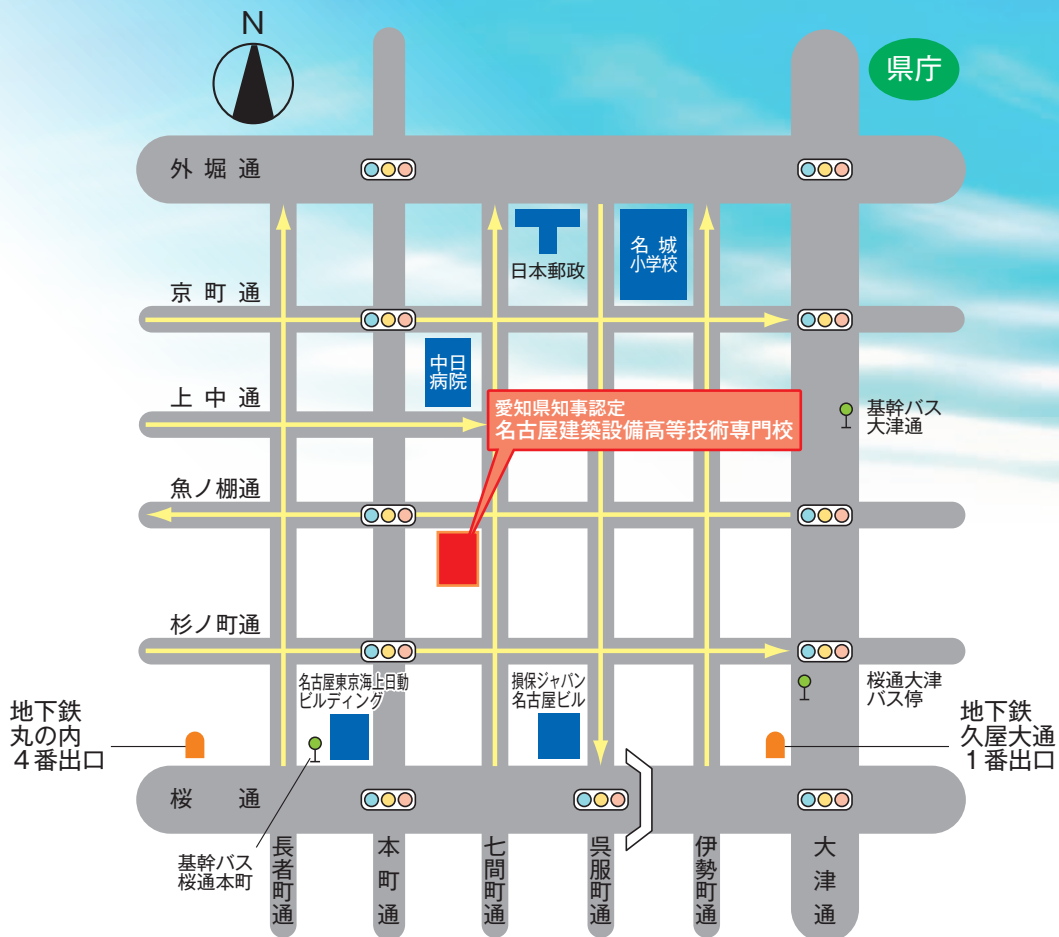 N
県庁
外堀通
日本郵政
名城
小学校
京町通
中日
病院
上中通
愛知県知事認定
名古屋建築設備高等技術専門校
基幹バス
大津通
魚ノ棚通
杉ノ町通
名古屋東京海上日動
ビルディング
損保ジャパン
名古屋ビル
桜通大津
バス停
地下鉄
丸の内
4番出口
地下鉄
久屋大通
1番出口
桜通
基幹バス
桜通本町
長者町通
本町通
七間町通
呉服町通
伊勢町通
大津通